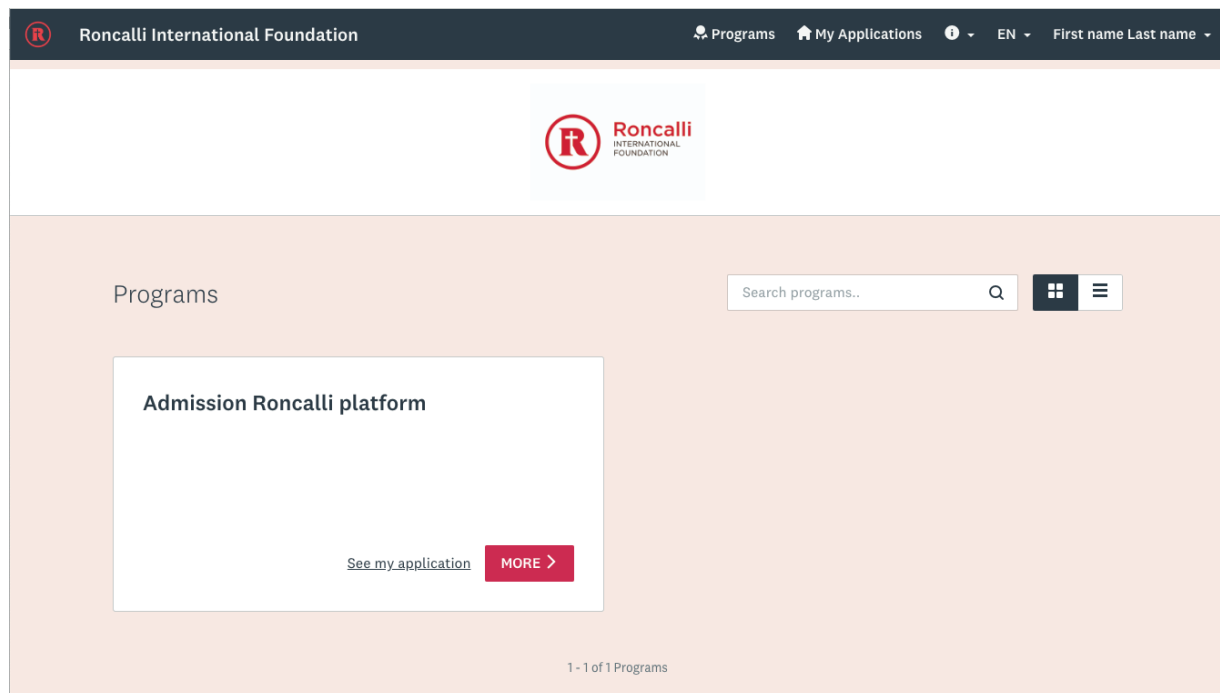 R Roncalli International Foundation Programs My Applications EN First name Last name
R Roncalli
INTERNATIONAL
FOUNDATION
Programs
Search programs..
Admission Roncalli platform
See my application MORE
1 - 1 of 1 Programs